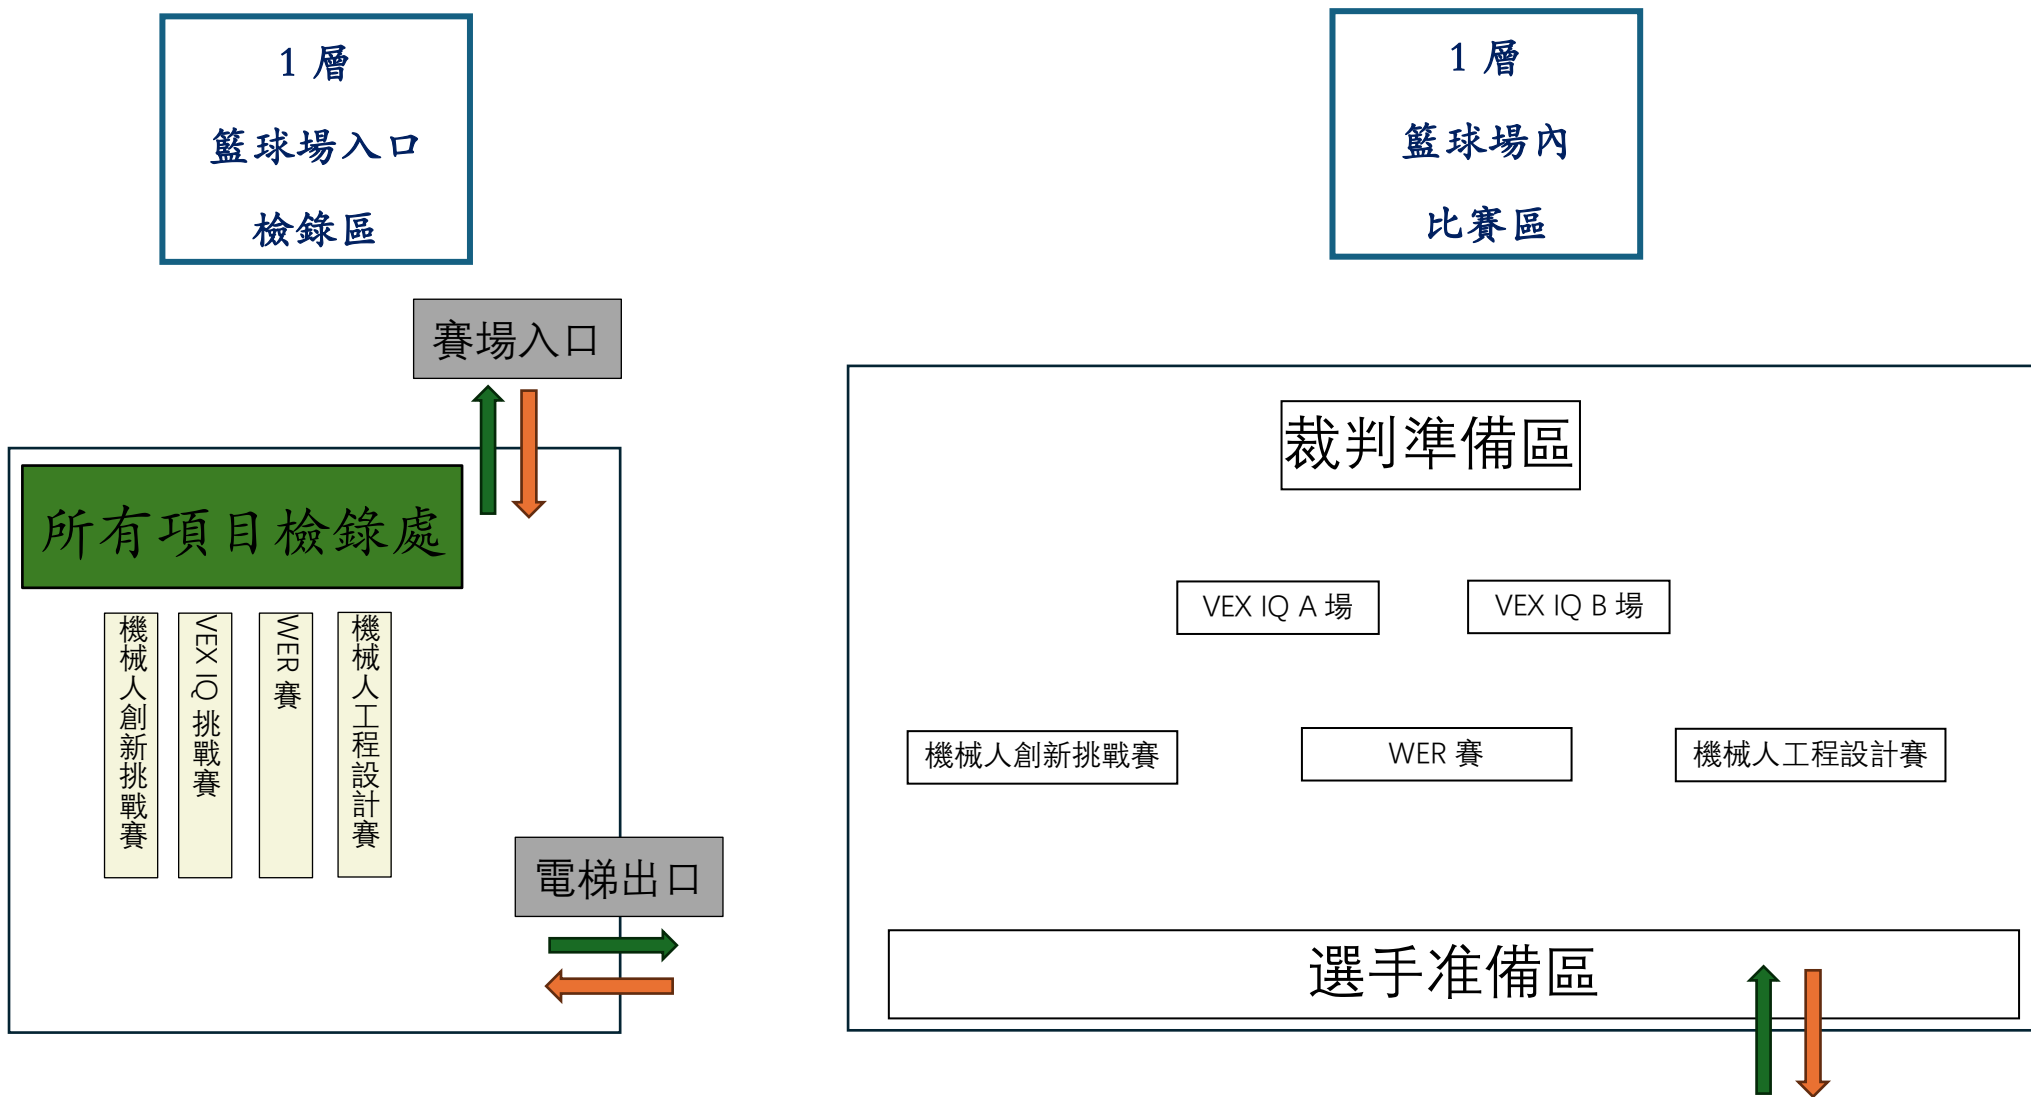 1 層
籃球場入口
檢錄區
賽場入口
所有項目檢錄處
機械人創新挑戰賽
VEX IQ 挑戰賽
WER 賽
機械人工程設計賽
電梯出口
1 層
籃球場內
比賽區
裁判準備區
VEX IQ A 場
VEX IQ B 場
機械人創新挑戰賽
WER 賽
機械人工程設計賽
選手准備區